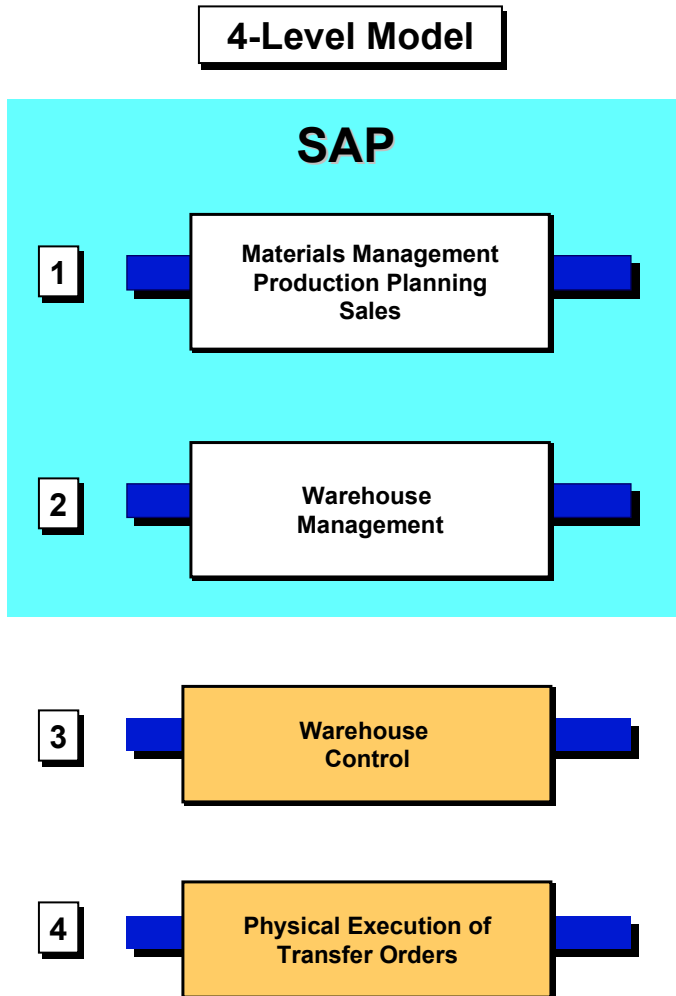 4-Level Model
SAP
1
Materials Management
Production Planning
Sales
2
Warehouse
Management
3
Warehouse
Control
4
Physical Execution of
Transfer Orders